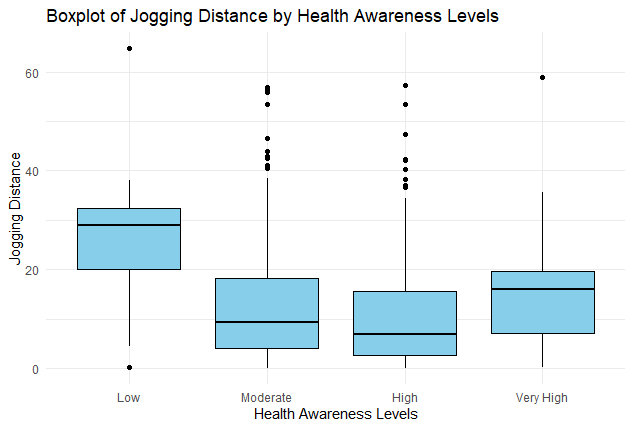 Boxplot of Jogging Distance by Health Awareness Levels
Jogging Distance
60
40
20
0
Low Moderate High Very High
Health Awareness Levels